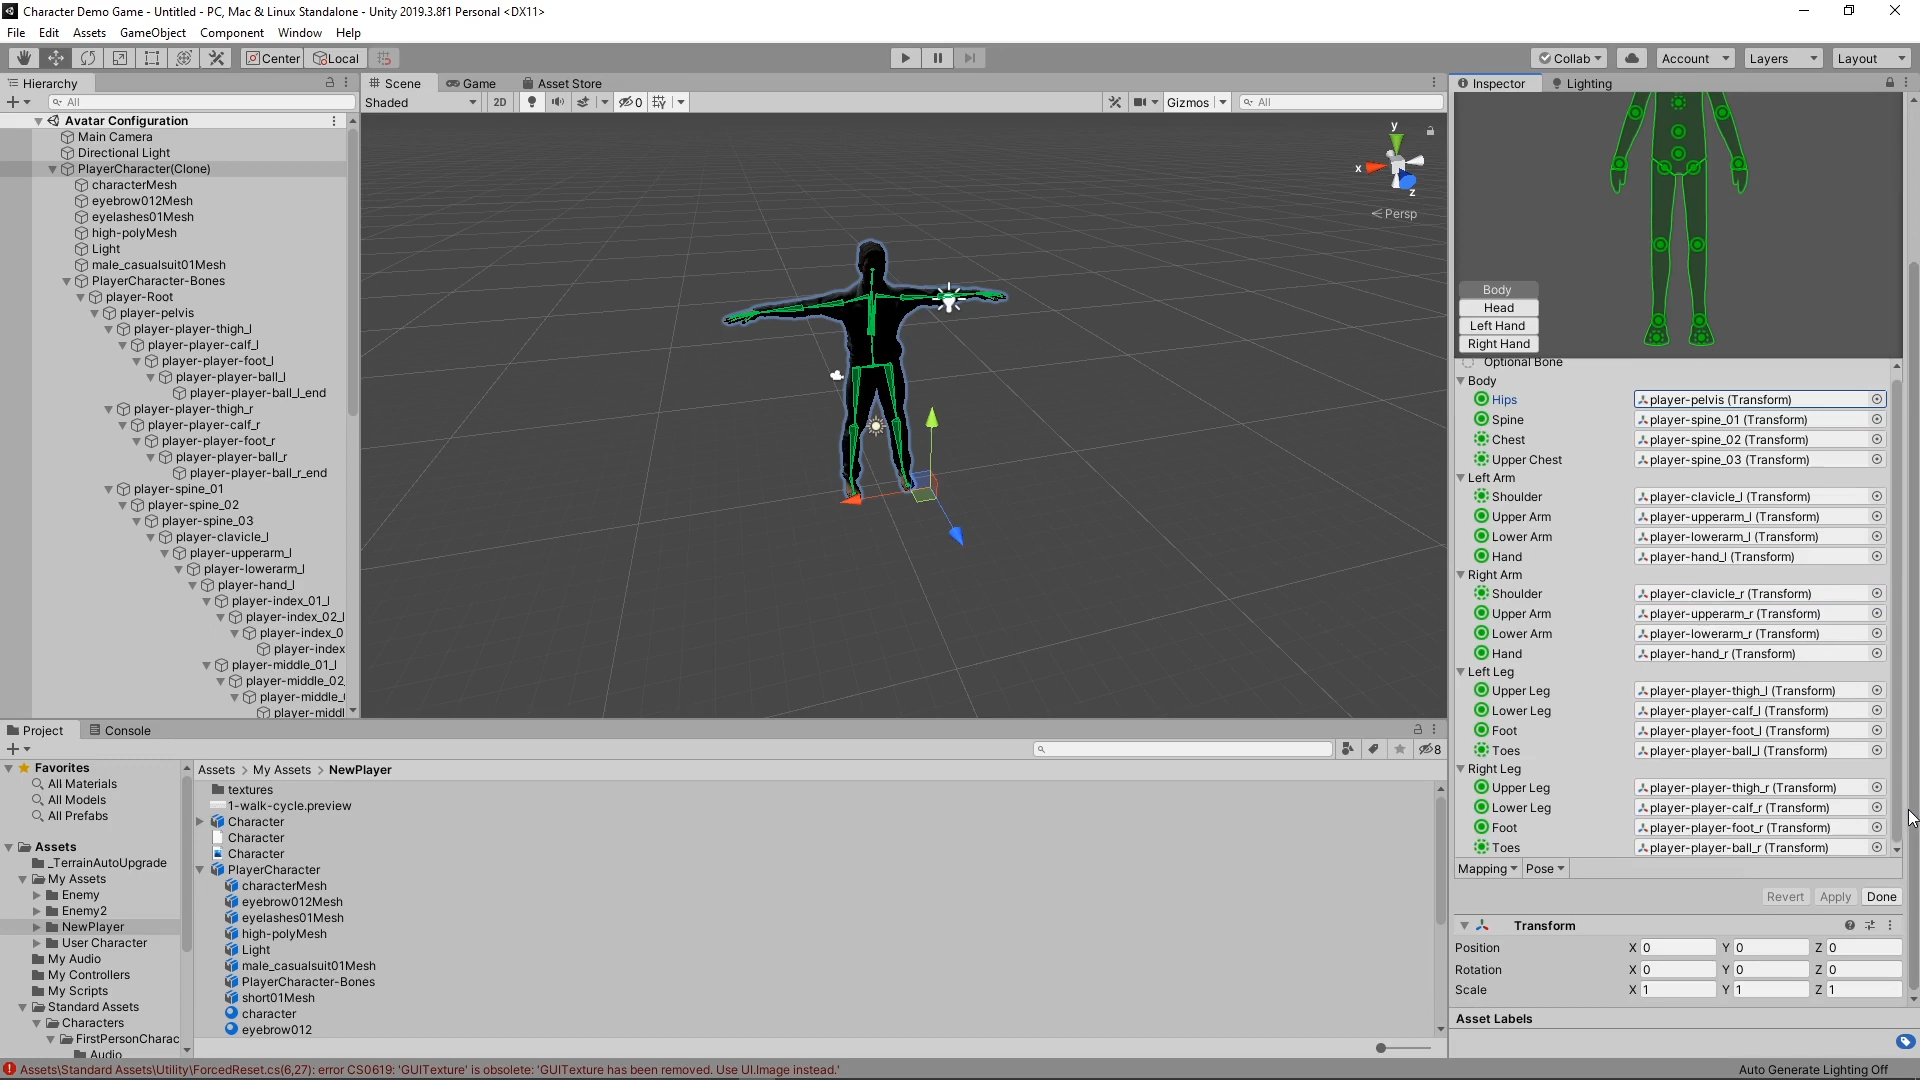 Character Demo Game - Untitled - PC, Mac & Linux Standalone - Unity 2019.3.8f1 Personal <DX11>
File Edit Assets GameObject Component Window Help
Center Local
Collab Account Layers Layout
Hierarchy
All
Avatar Configuration
Main Camera
Directional Light
PlayerCharacter(Clone)
characterMesh
eyebrow012Mesh
eyelashes01Mesh
high-polyMesh
Light
male_casualsuit01Mesh
PlayerCharacter-Bones
player-Root
player-pelvis
player-player-thigh_l
player-player-calf_l
player-player-foot_l
player-player-ball_l
player-player-ball_l_end
player-player-thigh_r
player-player-calf_r
player-player-foot_r
player-player-ball_r
player-player-ball_r_end
player-spine_01
player-spine_02
player-spine_03
player-clavicle_l
player-upperarm_l
player-lowerarm_l
player-hand_l
player-index_01_l
player-index_02_l
player-index_0
player-index
player-middle_01_l
player-middle_02_
player-middle_
player-middl
Scene Game Asset Store
Shaded 2D 0 Gizmos All
y
x
z
Persp
Inspector Lighting
Body
Head
Left Hand
Right Hand
Optional Bone
Body
Hips player-pelvis (Transform)
Spine player-spine_01 (Transform)
Chest player-spine_02 (Transform)
Upper Chest player-spine_03 (Transform)
Left Arm
Shoulder player-clavicle_l (Transform)
Upper Arm player-upperarm_l (Transform)
Lower Arm player-lowerarm_l (Transform)
Hand player-hand_l (Transform)
Right Arm
Shoulder player-clavicle_r (Transform)
Upper Arm player-upperarm_r (Transform)
Lower Arm player-lowerarm_r (Transform)
Hand player-hand_r (Transform)
Left Leg
Upper Leg player-player-thigh_l (Transform)
Lower Leg player-player-calf_l (Transform)
Foot player-player-foot_l (Transform)
Toes player-player-ball_l (Transform)
Right Leg
Upper Leg player-player-thigh_r (Transform)
Lower Leg player-player-calf_r (Transform)
Foot player-player-foot_r (Transform)
Toes player-player-ball_r (Transform)
Mapping Pose
Revert Apply Done
Transform
Position X 0 Y 0 Z 0
Rotation X 0 Y 0 Z 0
Scale X 1 Y 1 Z 1
Asset Labels
Project Console
8
Favorites
All Materials
All Models
All Prefabs
Assets
_TerrainAutoUpgrade
My Assets
Enemy
Enemy2
NewPlayer
User Character
My Audio
My Controllers
My Scripts
Standard Assets
Characters
FirstPersonCharac
Audio
Assets > My Assets > NewPlayer
textures
1-walk-cycle.preview
Character
Character
Character
PlayerCharacter
characterMesh
eyebrow012Mesh
eyelashes01Mesh
high-polyMesh
Light
male_casualsuit01Mesh
PlayerCharacter-Bones
short01Mesh
character
eyebrow012
Assets\Standard Assets\Utility\ForcedReset.cs(6,27): error CS0619: 'GUITexture' is obsolete: 'GUITexture has been removed. Use UI.Image instead.'
Auto Generate Lighting Off